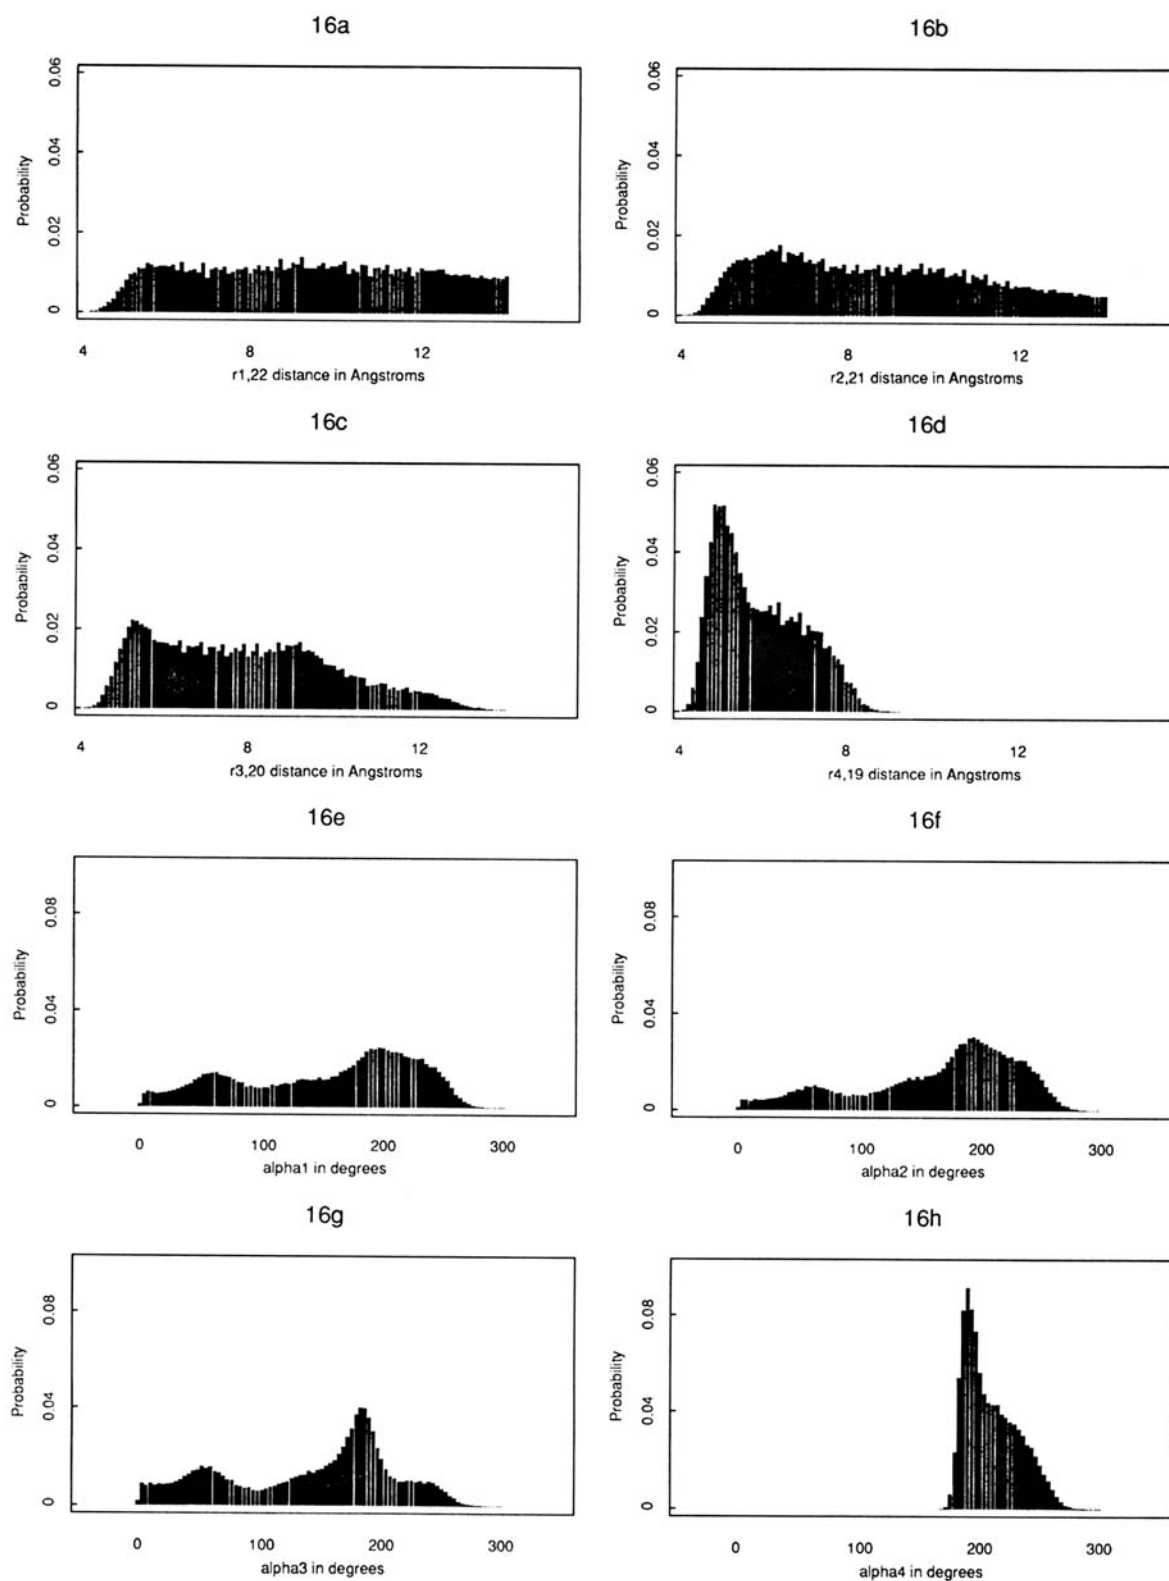 16a
16b
Probability
0 0.02 0.04 0.06
4 8 12
r1,22 distance in Angstroms
Probability
0 0.02 0.04 0.06
4 8 12
r2,21 distance in Angstroms
16c
16d
Probability
0 0.02 0.04 0.06
4 8 12
r3,20 distance in Angstroms
Probability
0 0.02 0.04 0.06
4 8 12
r4,19 distance in Angstroms
16e
16f
Probability
0 0.04 0.08
0 100 200 300
alpha1 in degrees
Probability
0 0.04 0.08
0 100 200 300
alpha2 in degrees
16g
16h
Probability
0 0.04 0.08
0 100 200 300
alpha3 in degrees
Probability
0 0.04 0.08
0 100 200 300
alpha4 in degrees